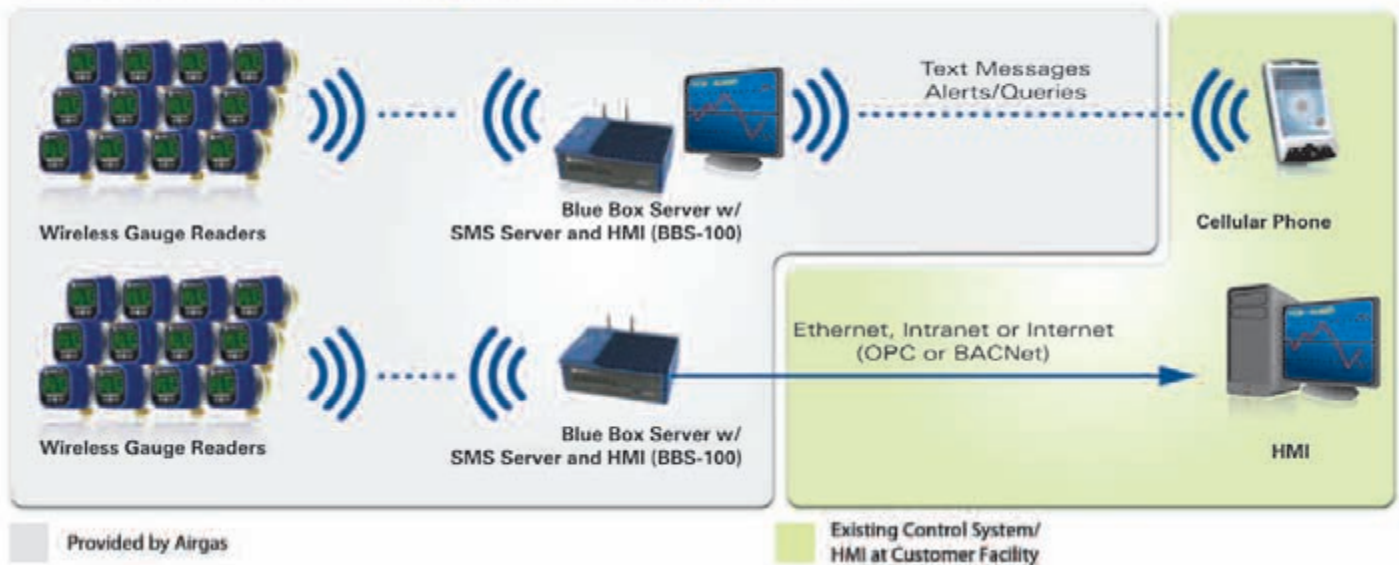 Text Messages
Alerts/Queries
Wireless Gauge Readers
Blue Box Server w/
SMS Server and HMI (BBS-100)
Cellular Phone
Ethernet, Intranet or Internet
(OPC or BACNet)
Wireless Gauge Readers
Blue Box Server w/
SMS Server and HMI (BBS-100)
HMI
Provided by Airgas
Existing Control System/
HMI at Customer Facility